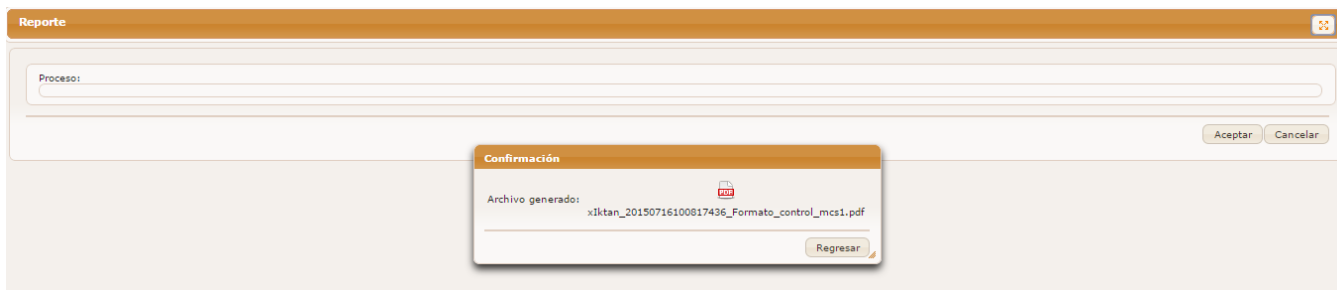 Reporte
Proceso:
Aceptar Cancelar
Confirmación
PDF
Archivo generado:
xIktan_20150716100817436_Formato_control_mcs1.pdf
Regresar